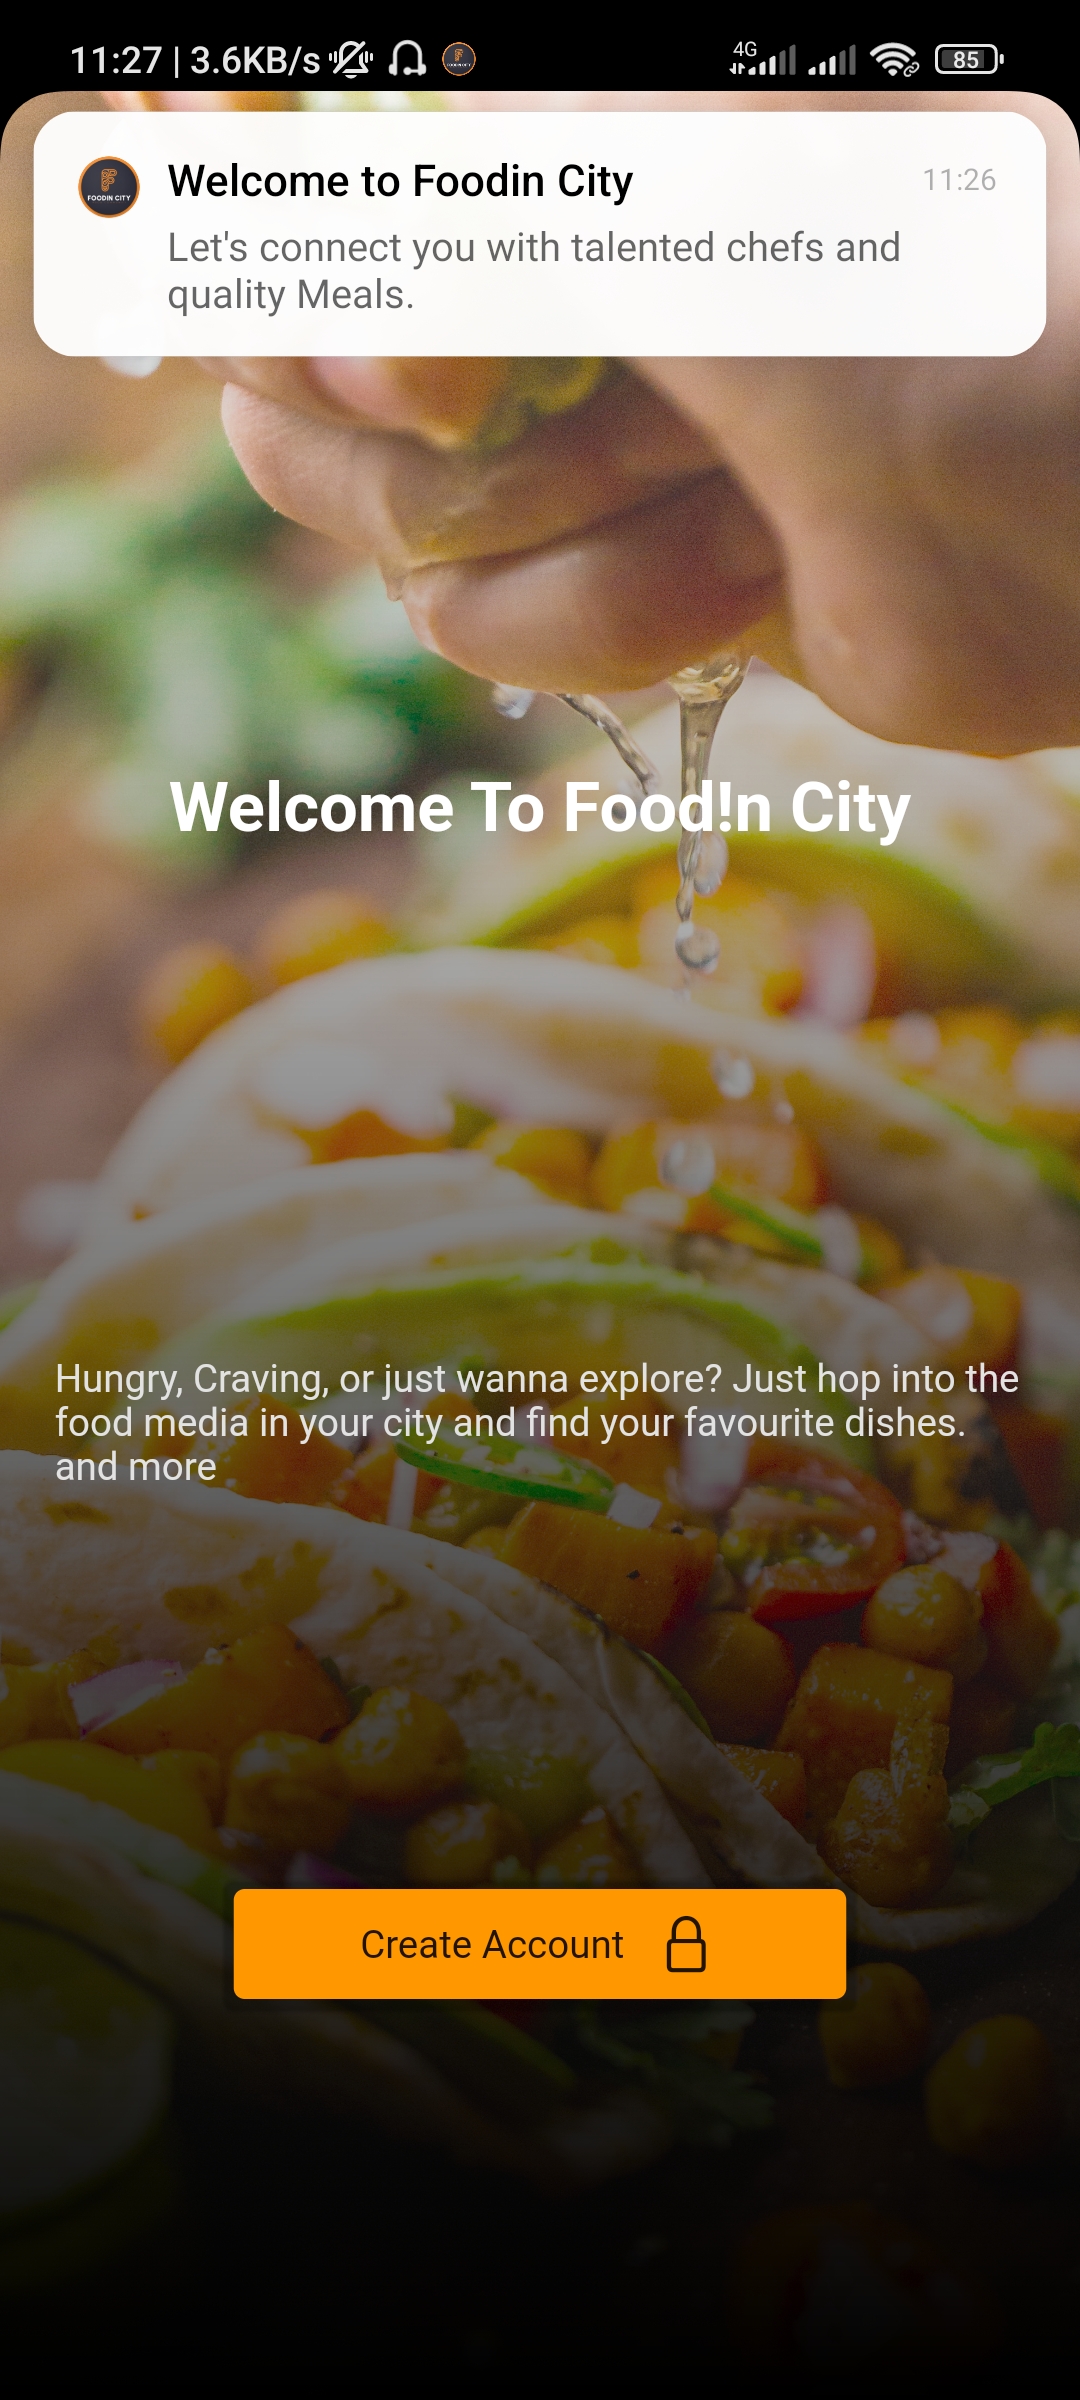 11:27 | 3.6KB/s
4G
85
Welcome to Foodin City
11:26
FOODIN CITY
Let's connect you with talented chefs and
quality Meals.
Welcome To Food!n City
Hungry, Craving, or just wanna explore? Just hop into the
food media in your city and find your favourite dishes.
and more
Create Account